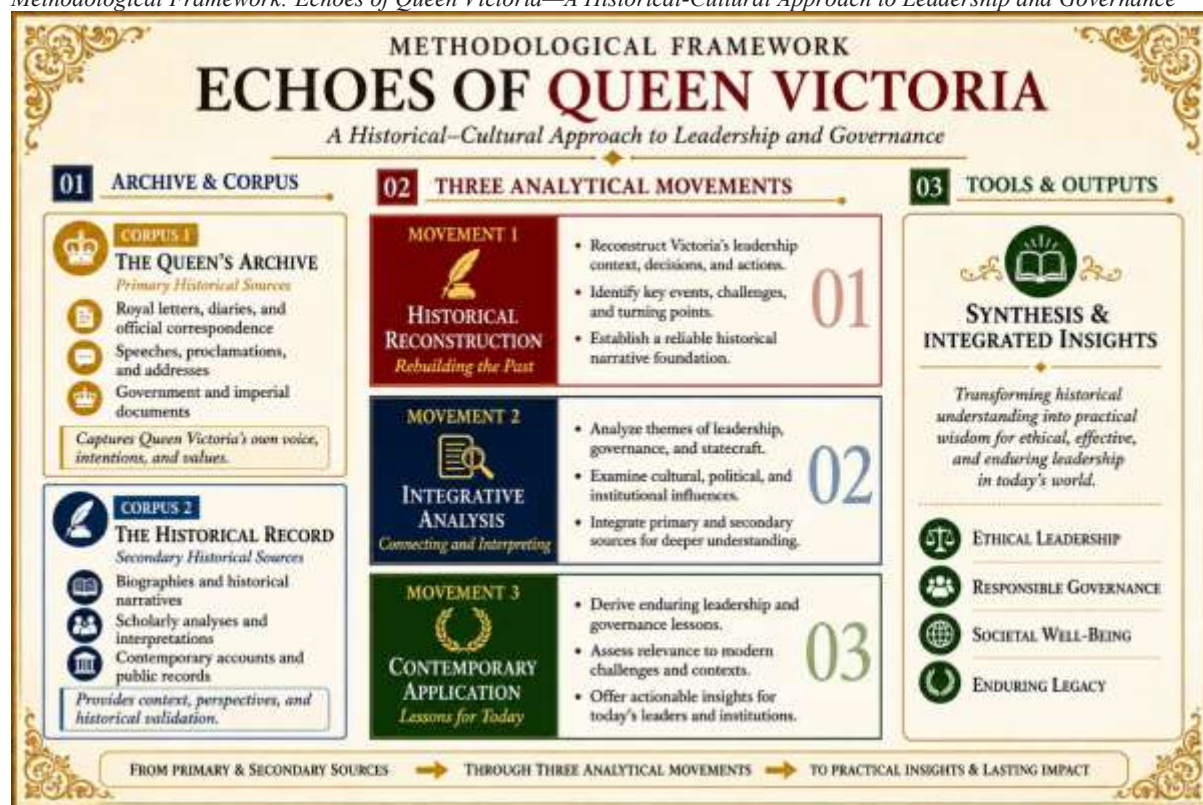 Methodological Framework: Echoes of Queen Victoria—A Historical-Cultural Approach to Leadership and Governance
METHODOLOGICAL FRAMEWORK
ECHOES OF QUEEN VICTORIA
A Historical–Cultural Approach to Leadership and Governance
01 ARCHIVE & CORPUS
CORPUS 1
THE QUEEN'S ARCHIVE
Primary Historical Sources
Royal letters, diaries, and
official correspondence
Speeches, proclamations,
and addresses
Government and imperial
documents
Captures Queen Victoria's own voice,
intentions, and values.
CORPUS 2
THE HISTORICAL RECORD
Secondary Historical Sources
Biographies and historical
narratives
Scholarly analyses and
interpretations
Contemporary accounts and
public records
Provides context, perspectives, and
historical validation.
02 THREE ANALYTICAL MOVEMENTS
MOVEMENT 1
HISTORICAL
RECONSTRUCTION
Rebuilding the Past
• Reconstruct Victoria's leadership
context, decisions, and actions.
• Identify key events, challenges,
and turning points.
• Establish a reliable historical
narrative foundation.
01
MOVEMENT 2
INTEGRATIVE
ANALYSIS
Connecting and Interpreting
• Analyze themes of leadership,
governance, and statecraft.
• Examine cultural, political, and
institutional influences.
• Integrate primary and secondary
sources for deeper understanding.
02
MOVEMENT 3
CONTEMPORARY
APPLICATION
Lessons for Today
• Derive enduring leadership and
governance lessons.
• Assess relevance to modern
challenges and contexts.
• Offer actionable insights for
today's leaders and institutions.
03
03 TOOLS & OUTPUTS
SYNTHESIS &
INTEGRATED INSIGHTS
Transforming historical
understanding into practical
wisdom for ethical, effective,
and enduring leadership
in today's world.
ETHICAL LEADERSHIP
RESPONSIBLE GOVERNANCE
SOCIETAL WELL-BEING
ENDURING LEGACY
FROM PRIMARY & SECONDARY SOURCES → THROUGH THREE ANALYTICAL MOVEMENTS → TO PRACTICAL INSIGHTS & LASTING IMPACT